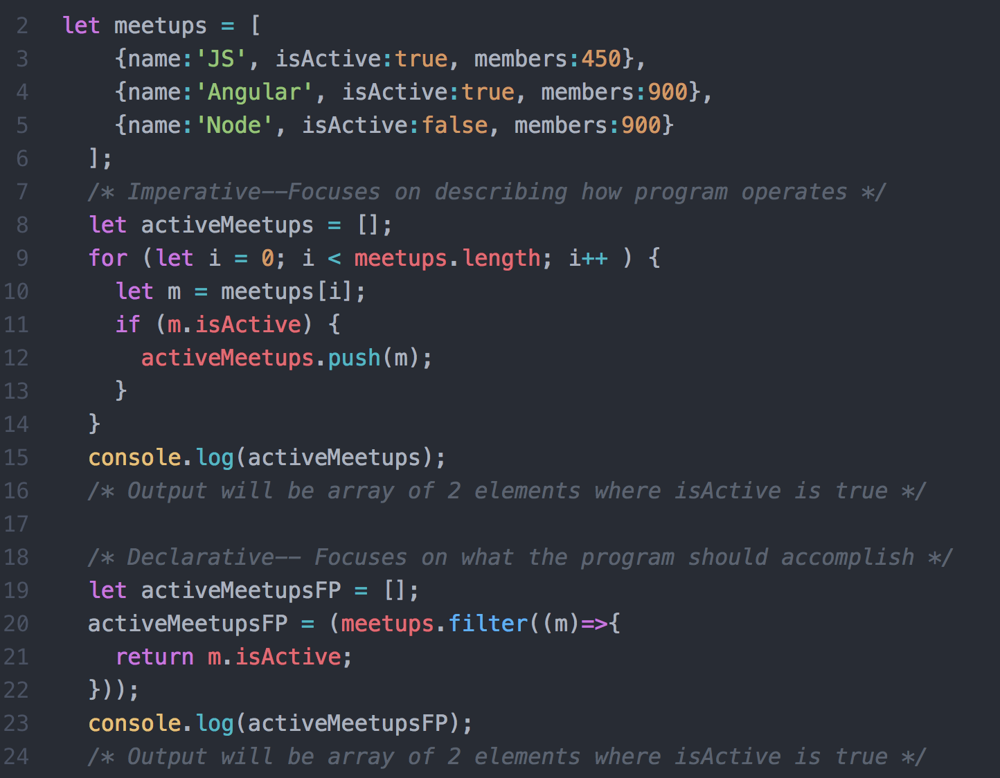 2 let meetups = [
3 {name:'JS', isActive:true, members:450},
4 {name:'Angular', isActive:true, members:900},
5 {name:'Node', isActive:false, members:900}
6 ];
7 /* Imperative––Focuses on describing how program operates */
8 let activeMeetups = [];
9 for (let i = 0; i < meetups.length; i++ ) {
10 let m = meetups[i];
11 if (m.isActive) {
12 activeMeetups.push(m);
13 }
14 }
15 console.log(activeMeetups);
16 /* Output will be array of 2 elements where isActive is true */
17
18 /* Declarative–– Focuses on what the program should accomplish */
19 let activeMeetupsFP = [];
20 activeMeetupsFP = (meetups.filter((m)=>{
21 return m.isActive;
22 }));
23 console.log(activeMeetupsFP);
24 /* Output will be array of 2 elements where isActive is true */